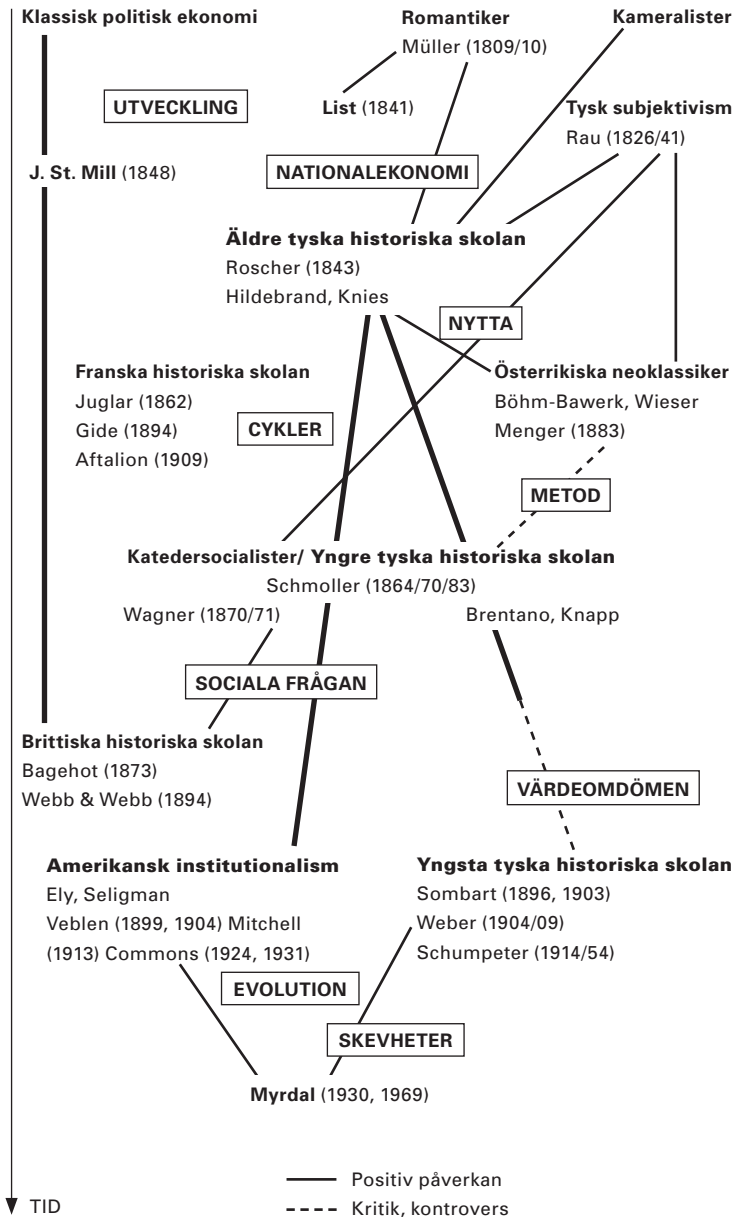 Klassisk politisk ekonomi
Romantiker
Kameralister
Müller (1809/10)
UTVECKLING
List (1841)
Tysk subjektivism
Rau (1826/41)
J. St. Mill (1848)
NATIONALEKONOMI
Äldre tyska historiska skolan
Roscher (1843)
Hildebrand, Knies
NYTTA
Franska historiska skolan
Juglar (1862)
Gide (1894)
Aftalion (1909)
CYKLER
Österrikiska neoklassiker
Böhm-Bawerk, Wieser
Menger (1883)
METOD
Katedersocialister/ Yngre tyska historiska skolan
Schmoller (1864/70/83)
Wagner (1870/71)
Brentano, Knapp
SOCIALA FRÅGAN
Brittiska historiska skolan
Bagehot (1873)
Webb & Webb (1894)
VÄRDEOMDÖMEN
Amerikansk institutionalism
Ely, Seligman
Veblen (1899, 1904) Mitchell
(1913) Commons (1924, 1931)
Yngsta tyska historiska skolan
Sombart (1896, 1903)
Weber (1904/09)
Schumpeter (1914/54)
EVOLUTION
SKEVHETER
Myrdal (1930, 1969)
Positiv påverkan
Kritik, kontrovers
TID